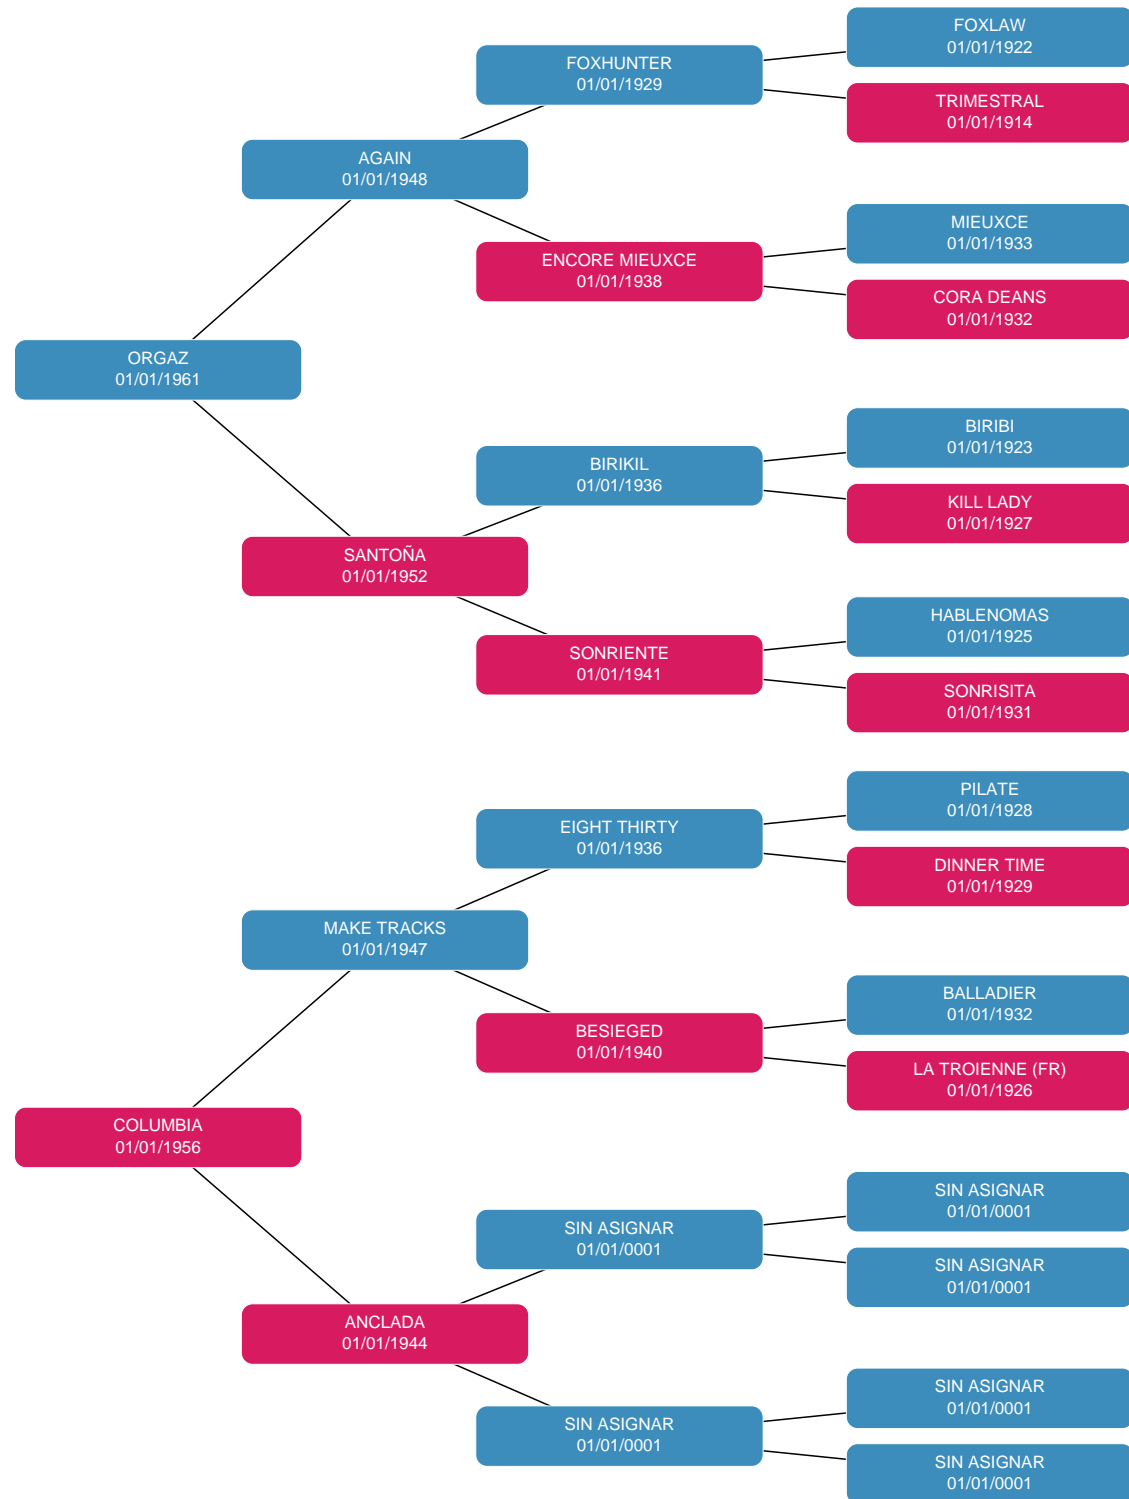 FOXLAW
01/01/1922
FOXHUNTER
01/01/1929
TRIMESTRAL
01/01/1914
AGAIN
01/01/1948
MIEUXCE
01/01/1933
ENCORE MIEUXCE
01/01/1938
CORA DEANS
01/01/1932
ORGAZ
01/01/1961
BIRIBI
01/01/1923
BIRIKIL
01/01/1936
KILL LADY
01/01/1927
SANTOÑA
01/01/1952
HABLENOMAS
01/01/1925
SONRIENTE
01/01/1941
SONRISITA
01/01/1931
PILATE
01/01/1928
EIGHT THIRTY
01/01/1936
DINNER TIME
01/01/1929
MAKE TRACKS
01/01/1947
BALLADIER
01/01/1932
BESIEGED
01/01/1940
LA TROIENNE (FR)
01/01/1926
COLUMBIA
01/01/1956
SIN ASIGNAR
01/01/0001
SIN ASIGNAR
01/01/0001
SIN ASIGNAR
01/01/0001
ANCLADA
01/01/1944
SIN ASIGNAR
01/01/0001
SIN ASIGNAR
01/01/0001
SIN ASIGNAR
01/01/0001